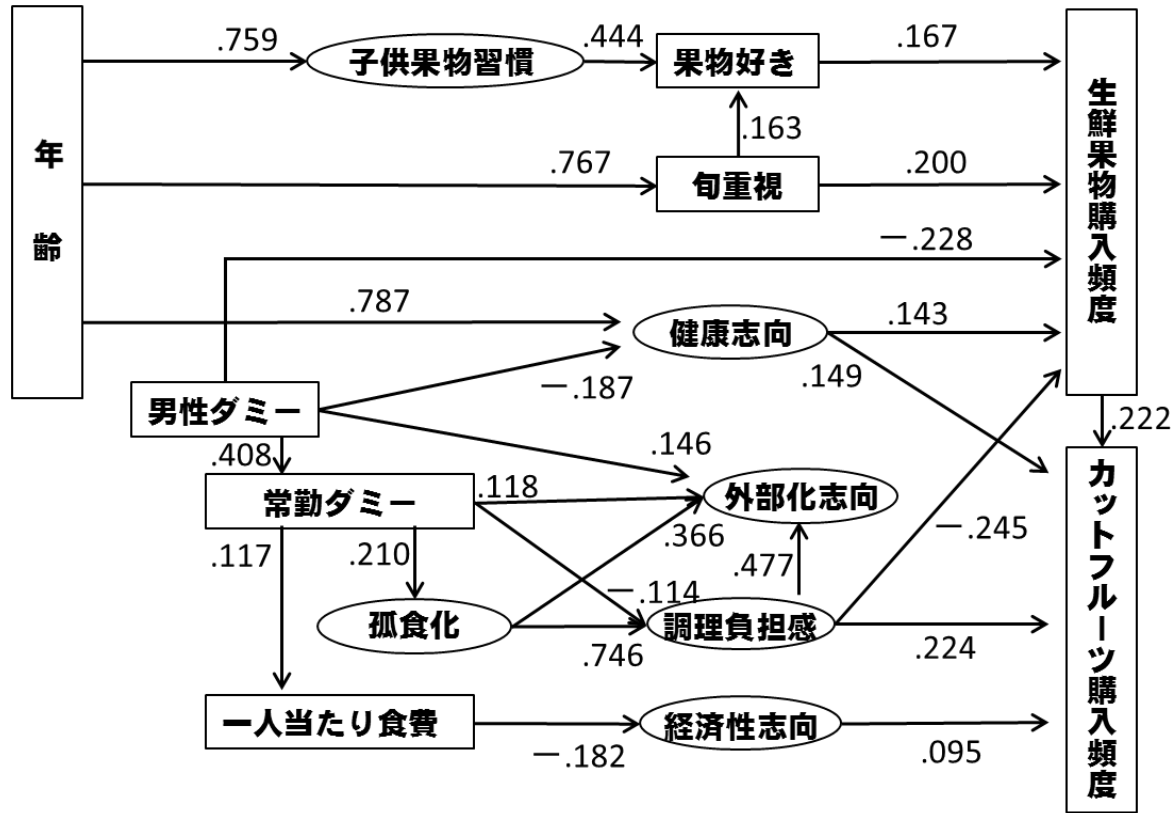 .759
子供果物習慣
.444
果物好き
.167
生鮮果物購入頻度
年齢
.163
.767
旬重視
.200
−.228
.787
健康志向
.143
−.187
.149
男性ダミー
.408
.146
.222
常勤ダミー
.118
外部化志向
カットフルーツ購入頻度
.366
−.245
.117
.210
.477
−.114
孤食化
調理負担感
.746
.224
一人当たり食費
経済性志向
−.182
.095